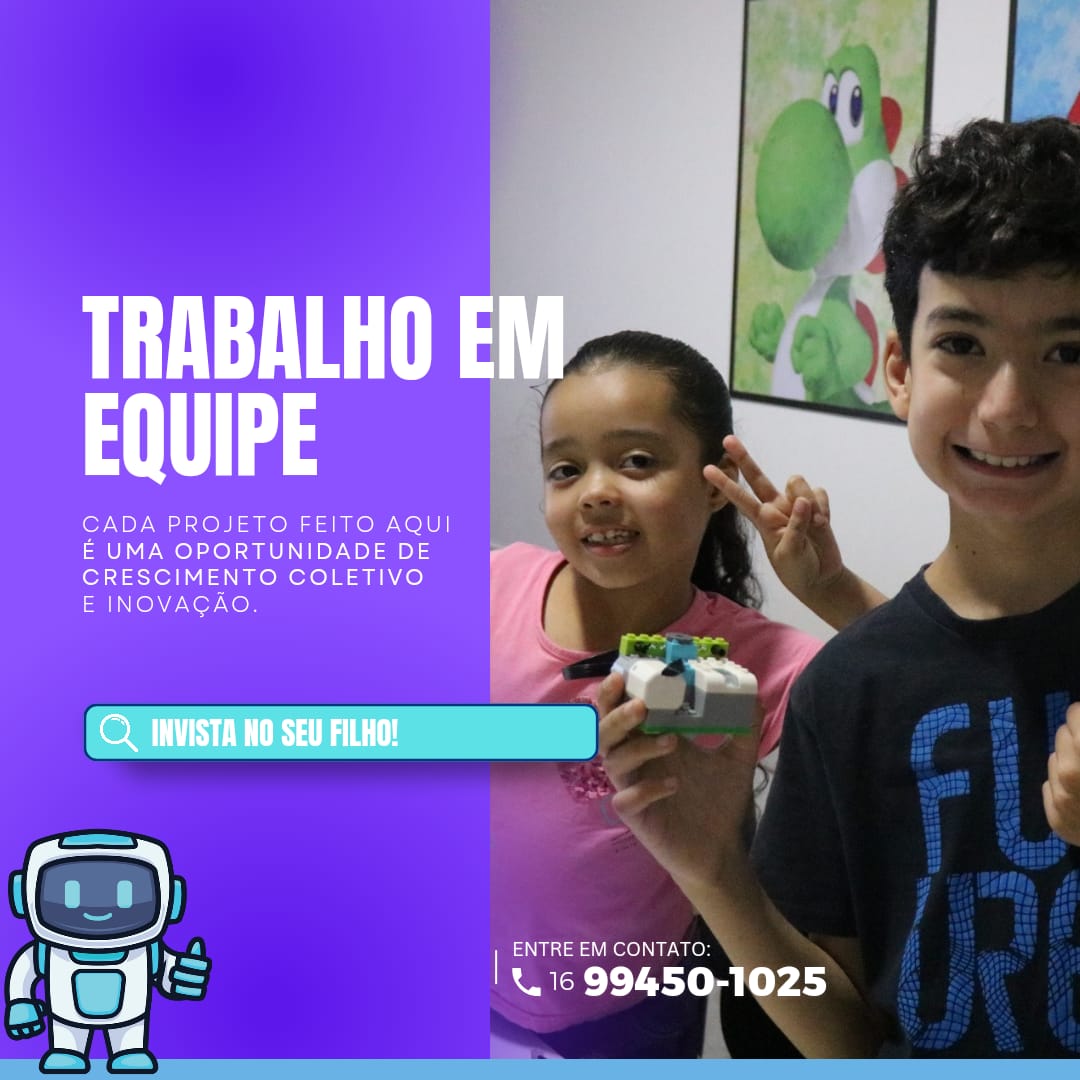 TRABALHO EM
EQUIPE
CADA PROJETO FEITO AQUI
É UMA OPORTUNIDADE DE
CRESCIMENTO COLETIVO
E INOVAÇÃO.
INVISTA NO SEU FILHO!
ENTRE EM CONTATO:
16 99450-1025